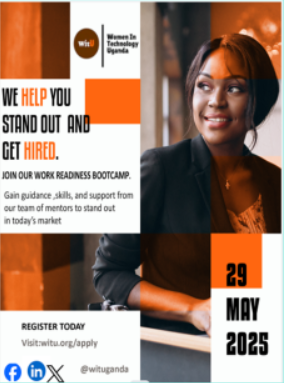 witU
Women In
Technology
Uganda
WE HELP YOU
STAND OUT AND
GET HIRED.
JOIN OUR WORK READINESS BOOTCAMP.
Gain guidance ,skills, and support from
our team of mentors to stand out
in today's market
29
MAY
2025
REGISTER TODAY
Visit:witu.org/apply
@wituganda